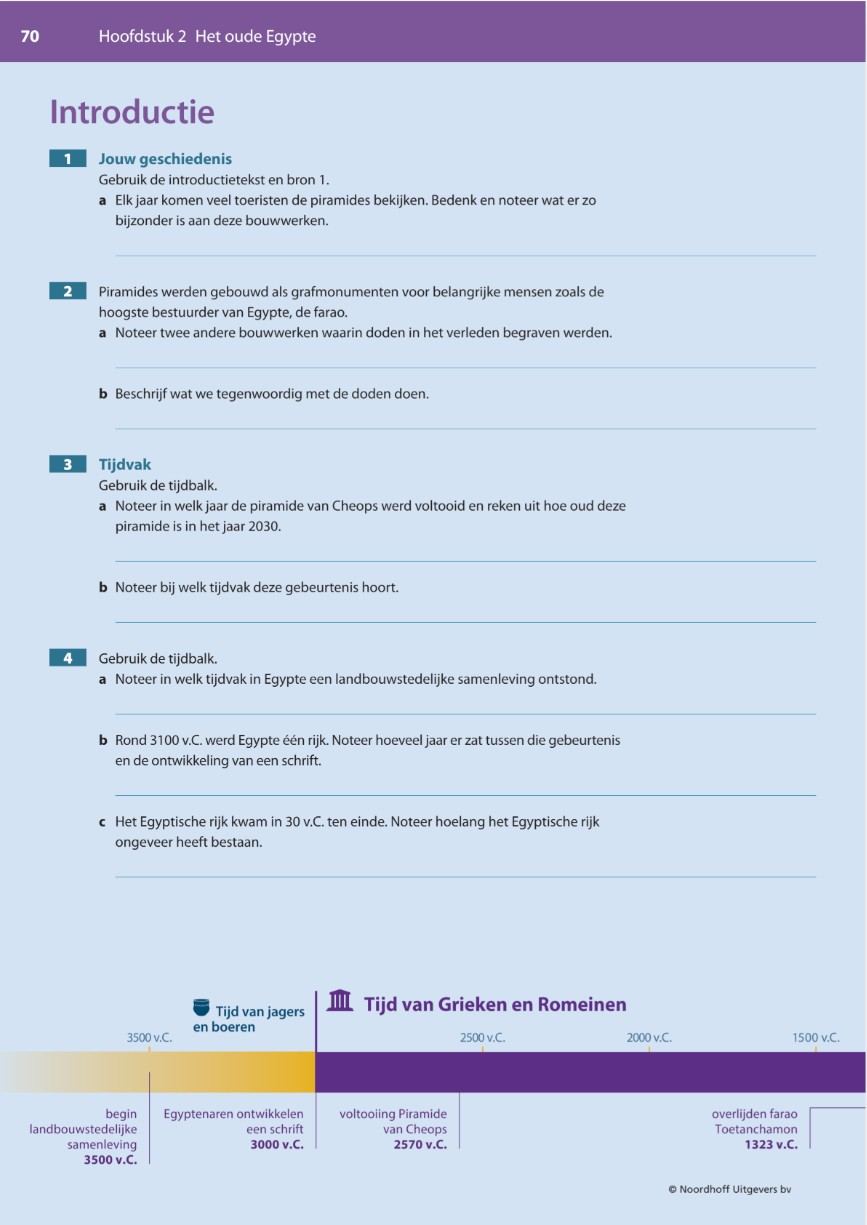 70 Hoofdstuk 2 Het oude Egypte
Introductie
1 Jouw geschiedenis
Gebruik de introductietekst en bron 1.
a Elk jaar komen veel toeristen de piramides bekijken. Bedenk en noteer wat er zo
bijzonder is aan deze bouwwerken.
2 Piramides werden gebouwd als grafmonumenten voor belangrijke mensen zoals de
hoogste bestuurder van Egypte, de farao.
a Noteer twee andere bouwwerken waarin doden in het verleden begraven werden.
b Beschrijf wat we tegenwoordig met de doden doen.
3 Tijdvak
Gebruik de tijdbalk.
a Noteer in welk jaar de piramide van Cheops werd voltooid en reken uit hoe oud deze
piramide is in het jaar 2030.
b Noteer bij welk tijdvak deze gebeurtenis hoort.
4 Gebruik de tijdbalk.
a Noteer in welk tijdvak in Egypte een landbouwstedelijke samenleving ontstond.
b Rond 3100 v.C. werd Egypte één rijk. Noteer hoeveel jaar er zat tussen die gebeurtenis
en de ontwikkeling van een schrift.
c Het Egyptische rijk kwam in 30 v.C. ten einde. Noteer hoelang het Egyptische rijk
ongeveer heeft bestaan.
Tijd van jagers
en boeren
Tijd van Grieken en Romeinen
3500 v.C. 2500 v.C. 2000 v.C. 1500 v.C.
begin
landbouwstedelijke
samenleving
3500 v.C.
Egyptenaren ontwikkelen
een schrift
3000 v.C.
voltooiing Piramide
van Cheops
2570 v.C.
overlijden farao
Toetanchamon
1323 v.C.
© Noordhoff Uitgevers bv